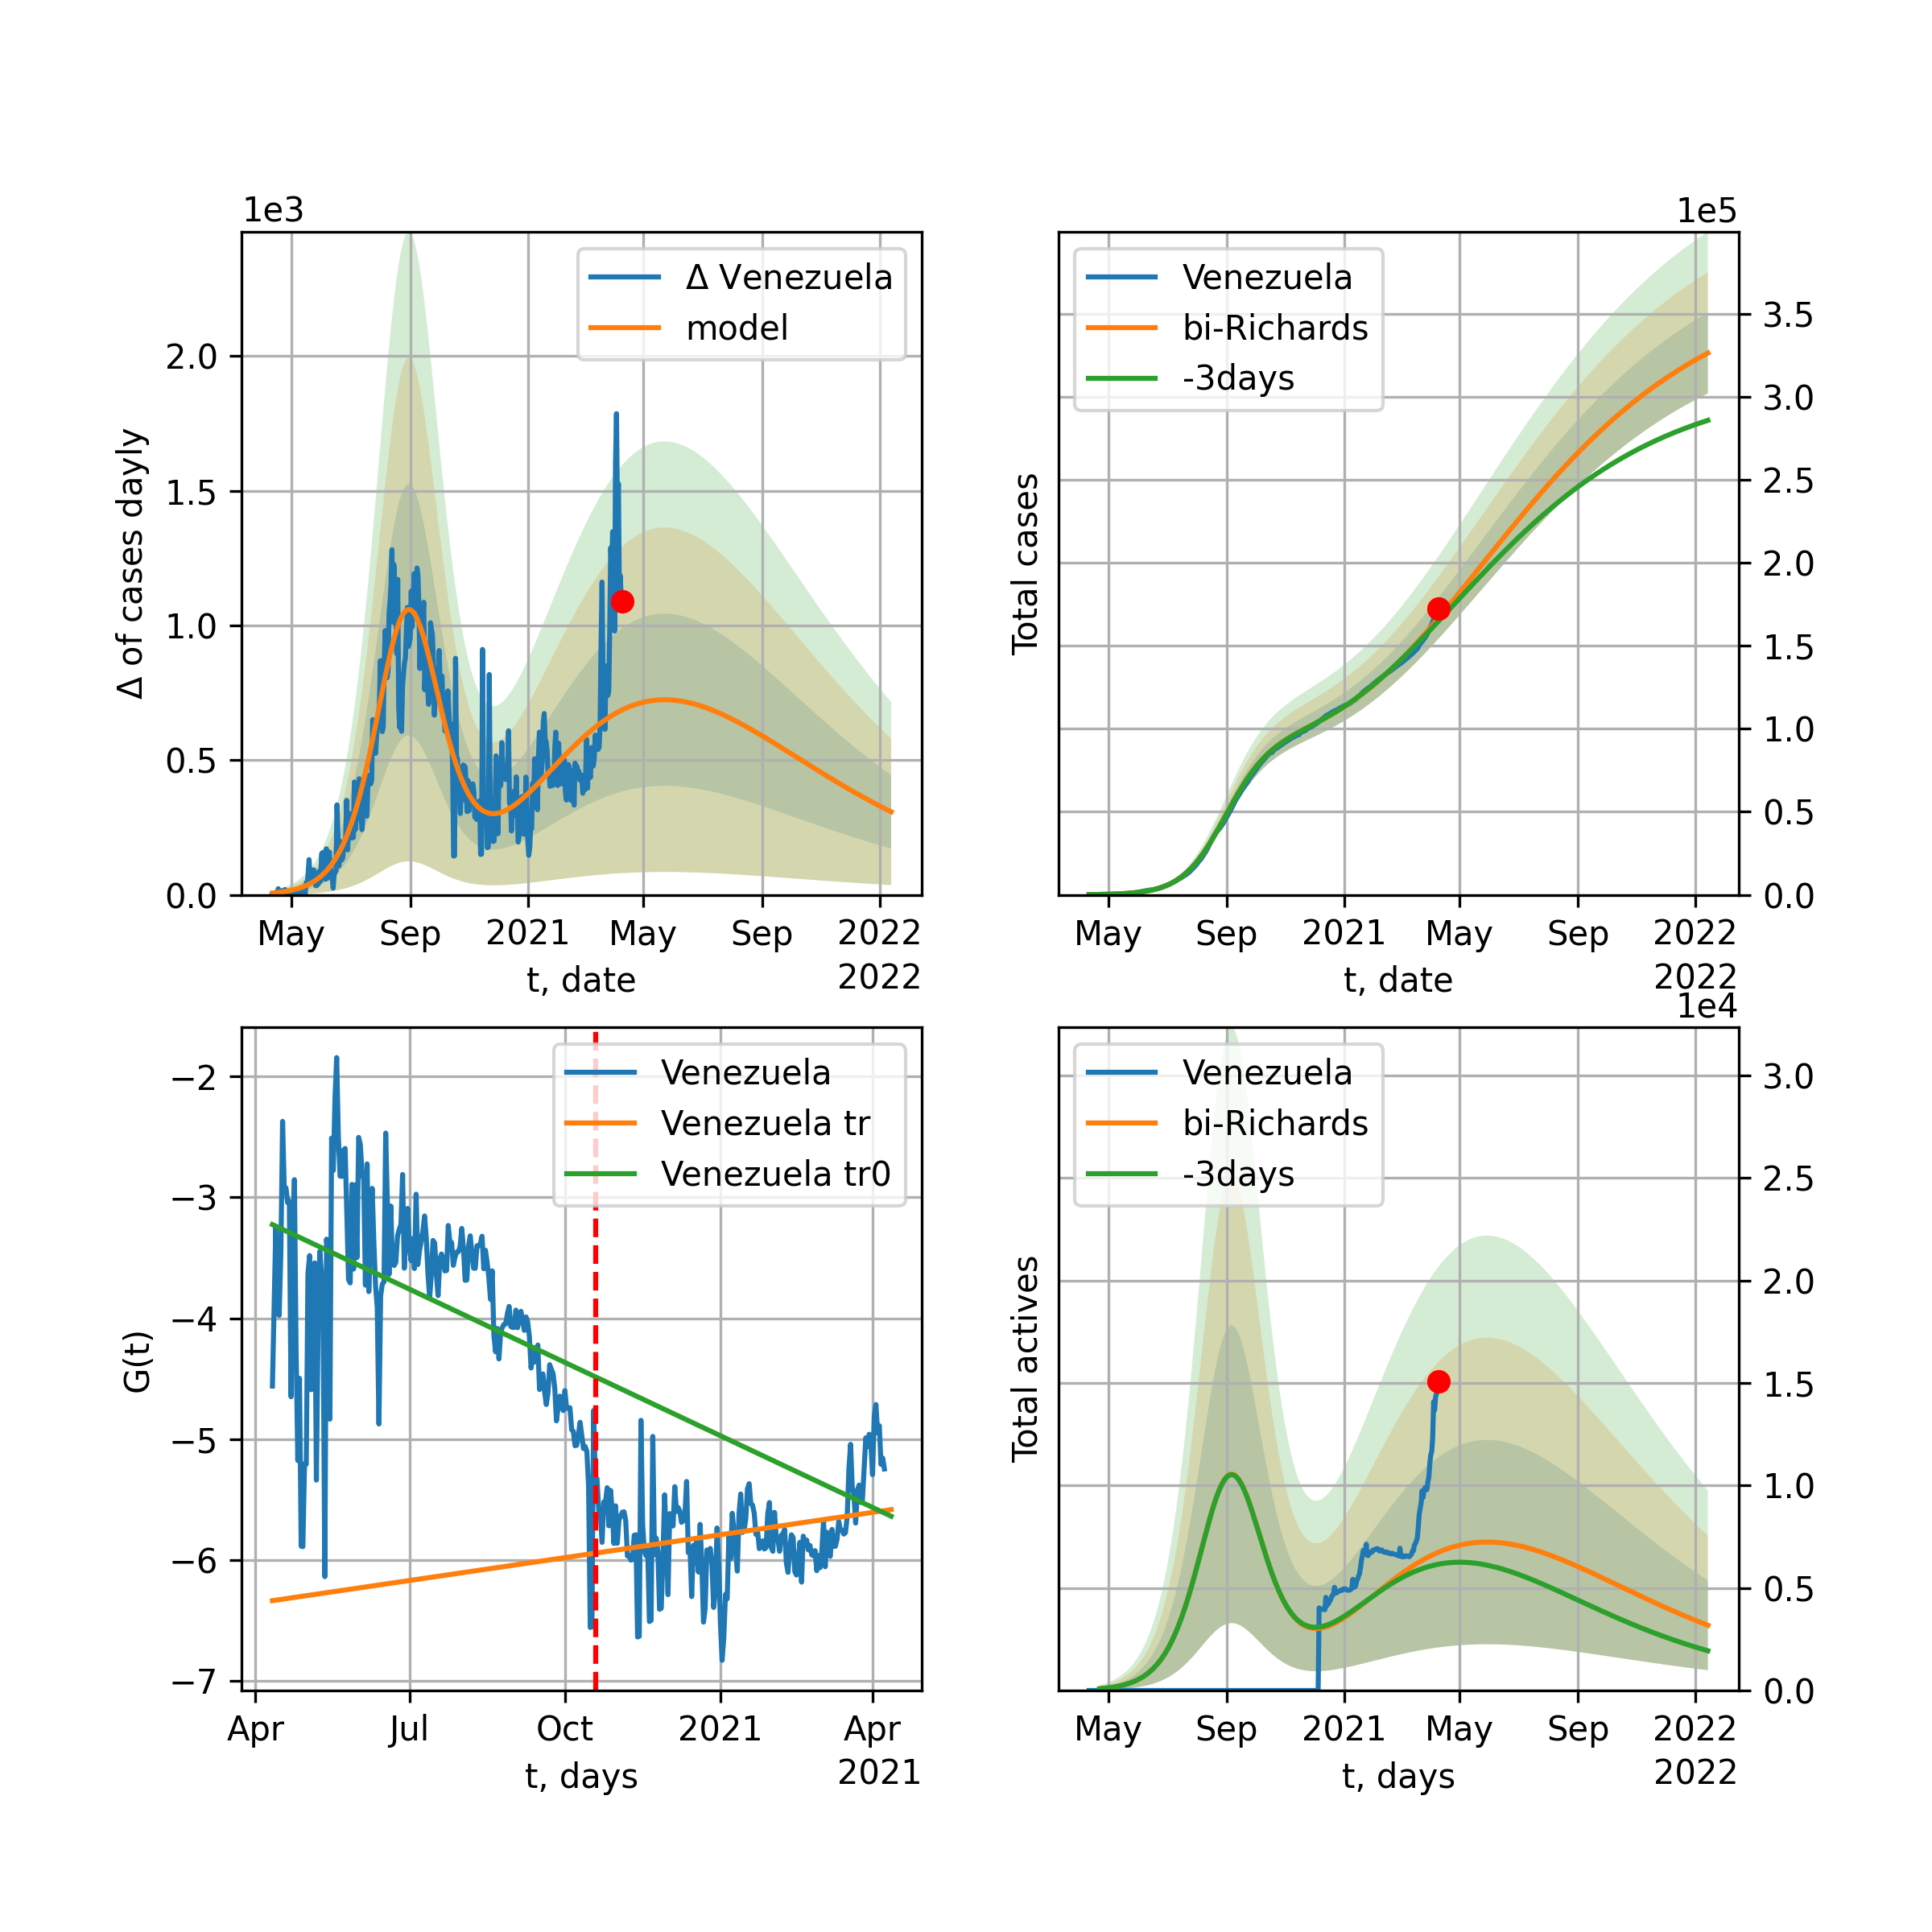 1e3
Δ of cases dayly
2.0
1.5
1.0
0.5
0.0
Δ Venezuela
model
May Sep 2021 May Sep 2022
t, date
2022
1e5
Total cases
Venezuela
bi-Richards
-3days
3.5
3.0
2.5
2.0
1.5
1.0
0.5
0.0
May Sep 2021 May Sep 2022
t, date
2022
G(t)
−2
−3
−4
−5
−6
−7
Venezuela
Venezuela tr
Venezuela tr0
Apr Jul Oct 2021 Apr
t, days
2021
1e4
Total actives
Venezuela
bi-Richards
-3days
3.0
2.5
2.0
1.5
1.0
0.5
0.0
May Sep 2021 May Sep 2022
t, days
2022